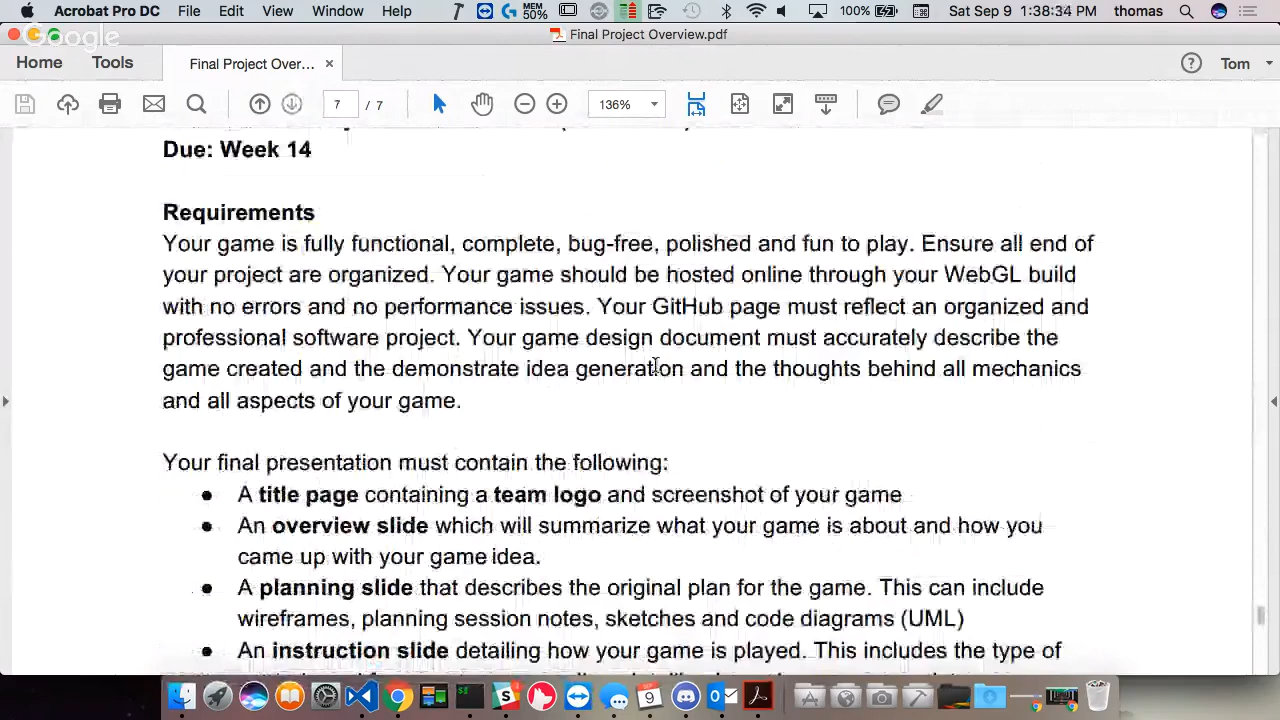 Acrobat Pro DC File Edit View Window Help MEM 50% 100% Sat Sep 9 1:38:34 PM thomas
Google
Final Project Overview.pdf
Home Tools Final Project Over... × Tom
7 / 7 136%
Due: Week 14
Requirements
Your game is fully functional, complete, bug-free, polished and fun to play. Ensure all end of
your project are organized. Your game should be hosted online through your WebGL build
with no errors and no performance issues. Your GitHub page must reflect an organized and
professional software project. Your game design document must accurately describe the
game created and the demonstrate idea generation and the thoughts behind all mechanics
and all aspects of your game.
Your final presentation must contain the following:
● A title page containing a team logo and screenshot of your game
● An overview slide which will summarize what your game is about and how you
came up with your game idea.
● A planning slide that describes the original plan for the game. This can include
wireframes, planning session notes, sketches and code diagrams (UML)
● An instruction slide detailing how your game is played. This includes the type of